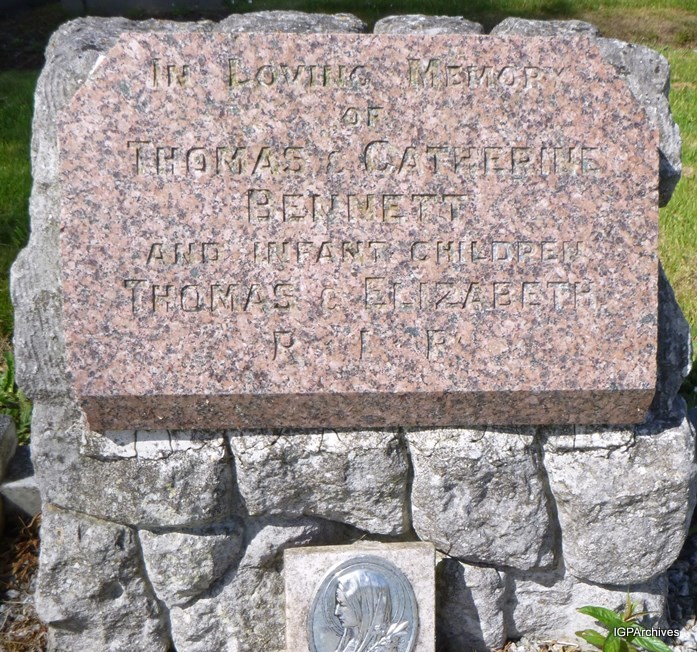 In Loving Memory
OF
Thomas & Catherine
Bennett
AND INFANT CHILDREN
Thomas & Elizabeth.
R. I. P.
IGPArchives